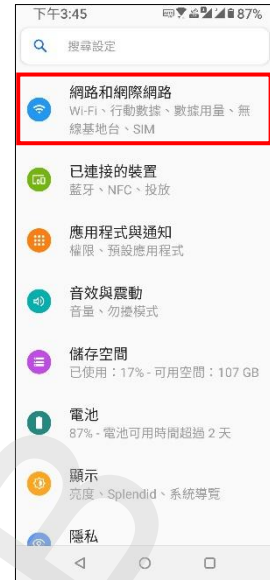 下午3:45
87%
搜尋設定
網路和網際網路
Wi-Fi、行動數據、數據用量、無
線基地台、SIM
已連接的裝置
藍牙、NFC、投放
應用程式與通知
權限、預設應用程式
音效與震動
音量、勿擾模式
儲存空間
已使用：17% - 可用空間：107 GB
電池
87% - 電池可用時間超過 2 天
顯示
亮度、Splendid、系統導覽
隱私